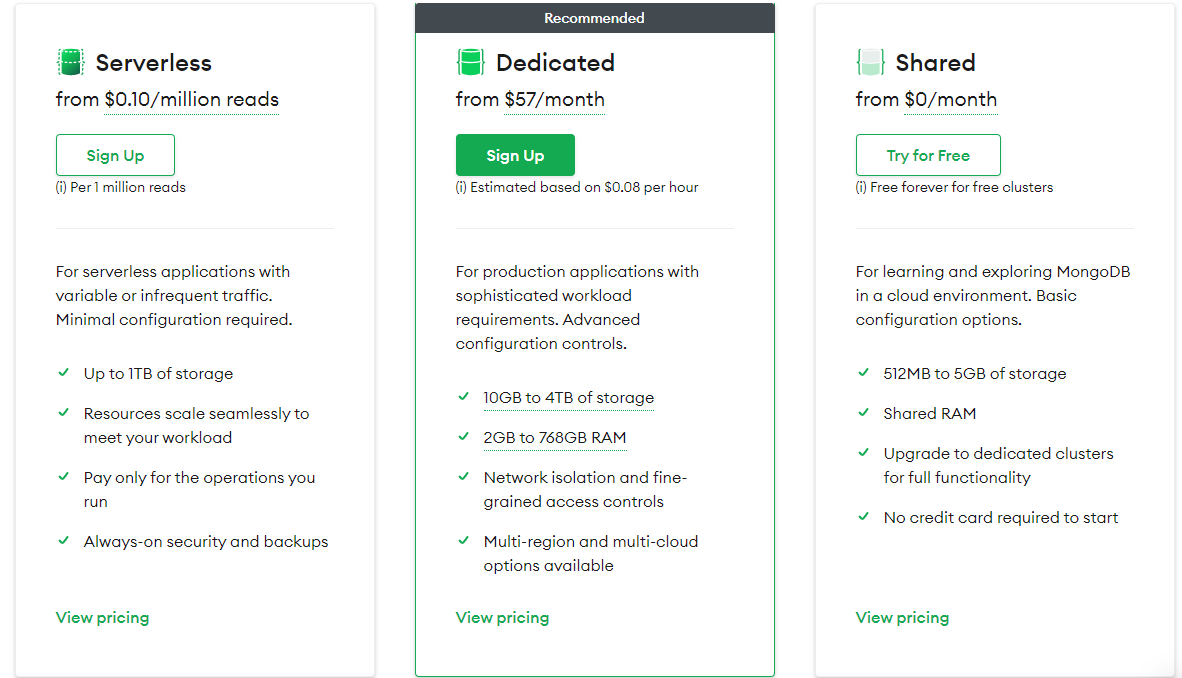 Serverless
from $0.10/million reads
Sign Up
(i) Per 1 million reads
For serverless applications with
variable or infrequent traffic.
Minimal configuration required.
Up to 1TB of storage
Resources scale seamlessly to
meet your workload
Pay only for the operations you
run
Always-on security and backups
View pricing
Recommended
Dedicated
from $57/month
Sign Up
(i) Estimated based on $0.08 per hour
For production applications with
sophisticated workload
requirements. Advanced
configuration controls.
10GB to 4TB of storage
2GB to 768GB RAM
Network isolation and fine-
grained access controls
Multi-region and multi-cloud
options available
View pricing
Shared
from $0/month
Try for Free
(i) Free forever for free clusters
For learning and exploring MongoDB
in a cloud environment. Basic
configuration options.
512MB to 5GB of storage
Shared RAM
Upgrade to dedicated clusters
for full functionality
No credit card required to start
View pricing